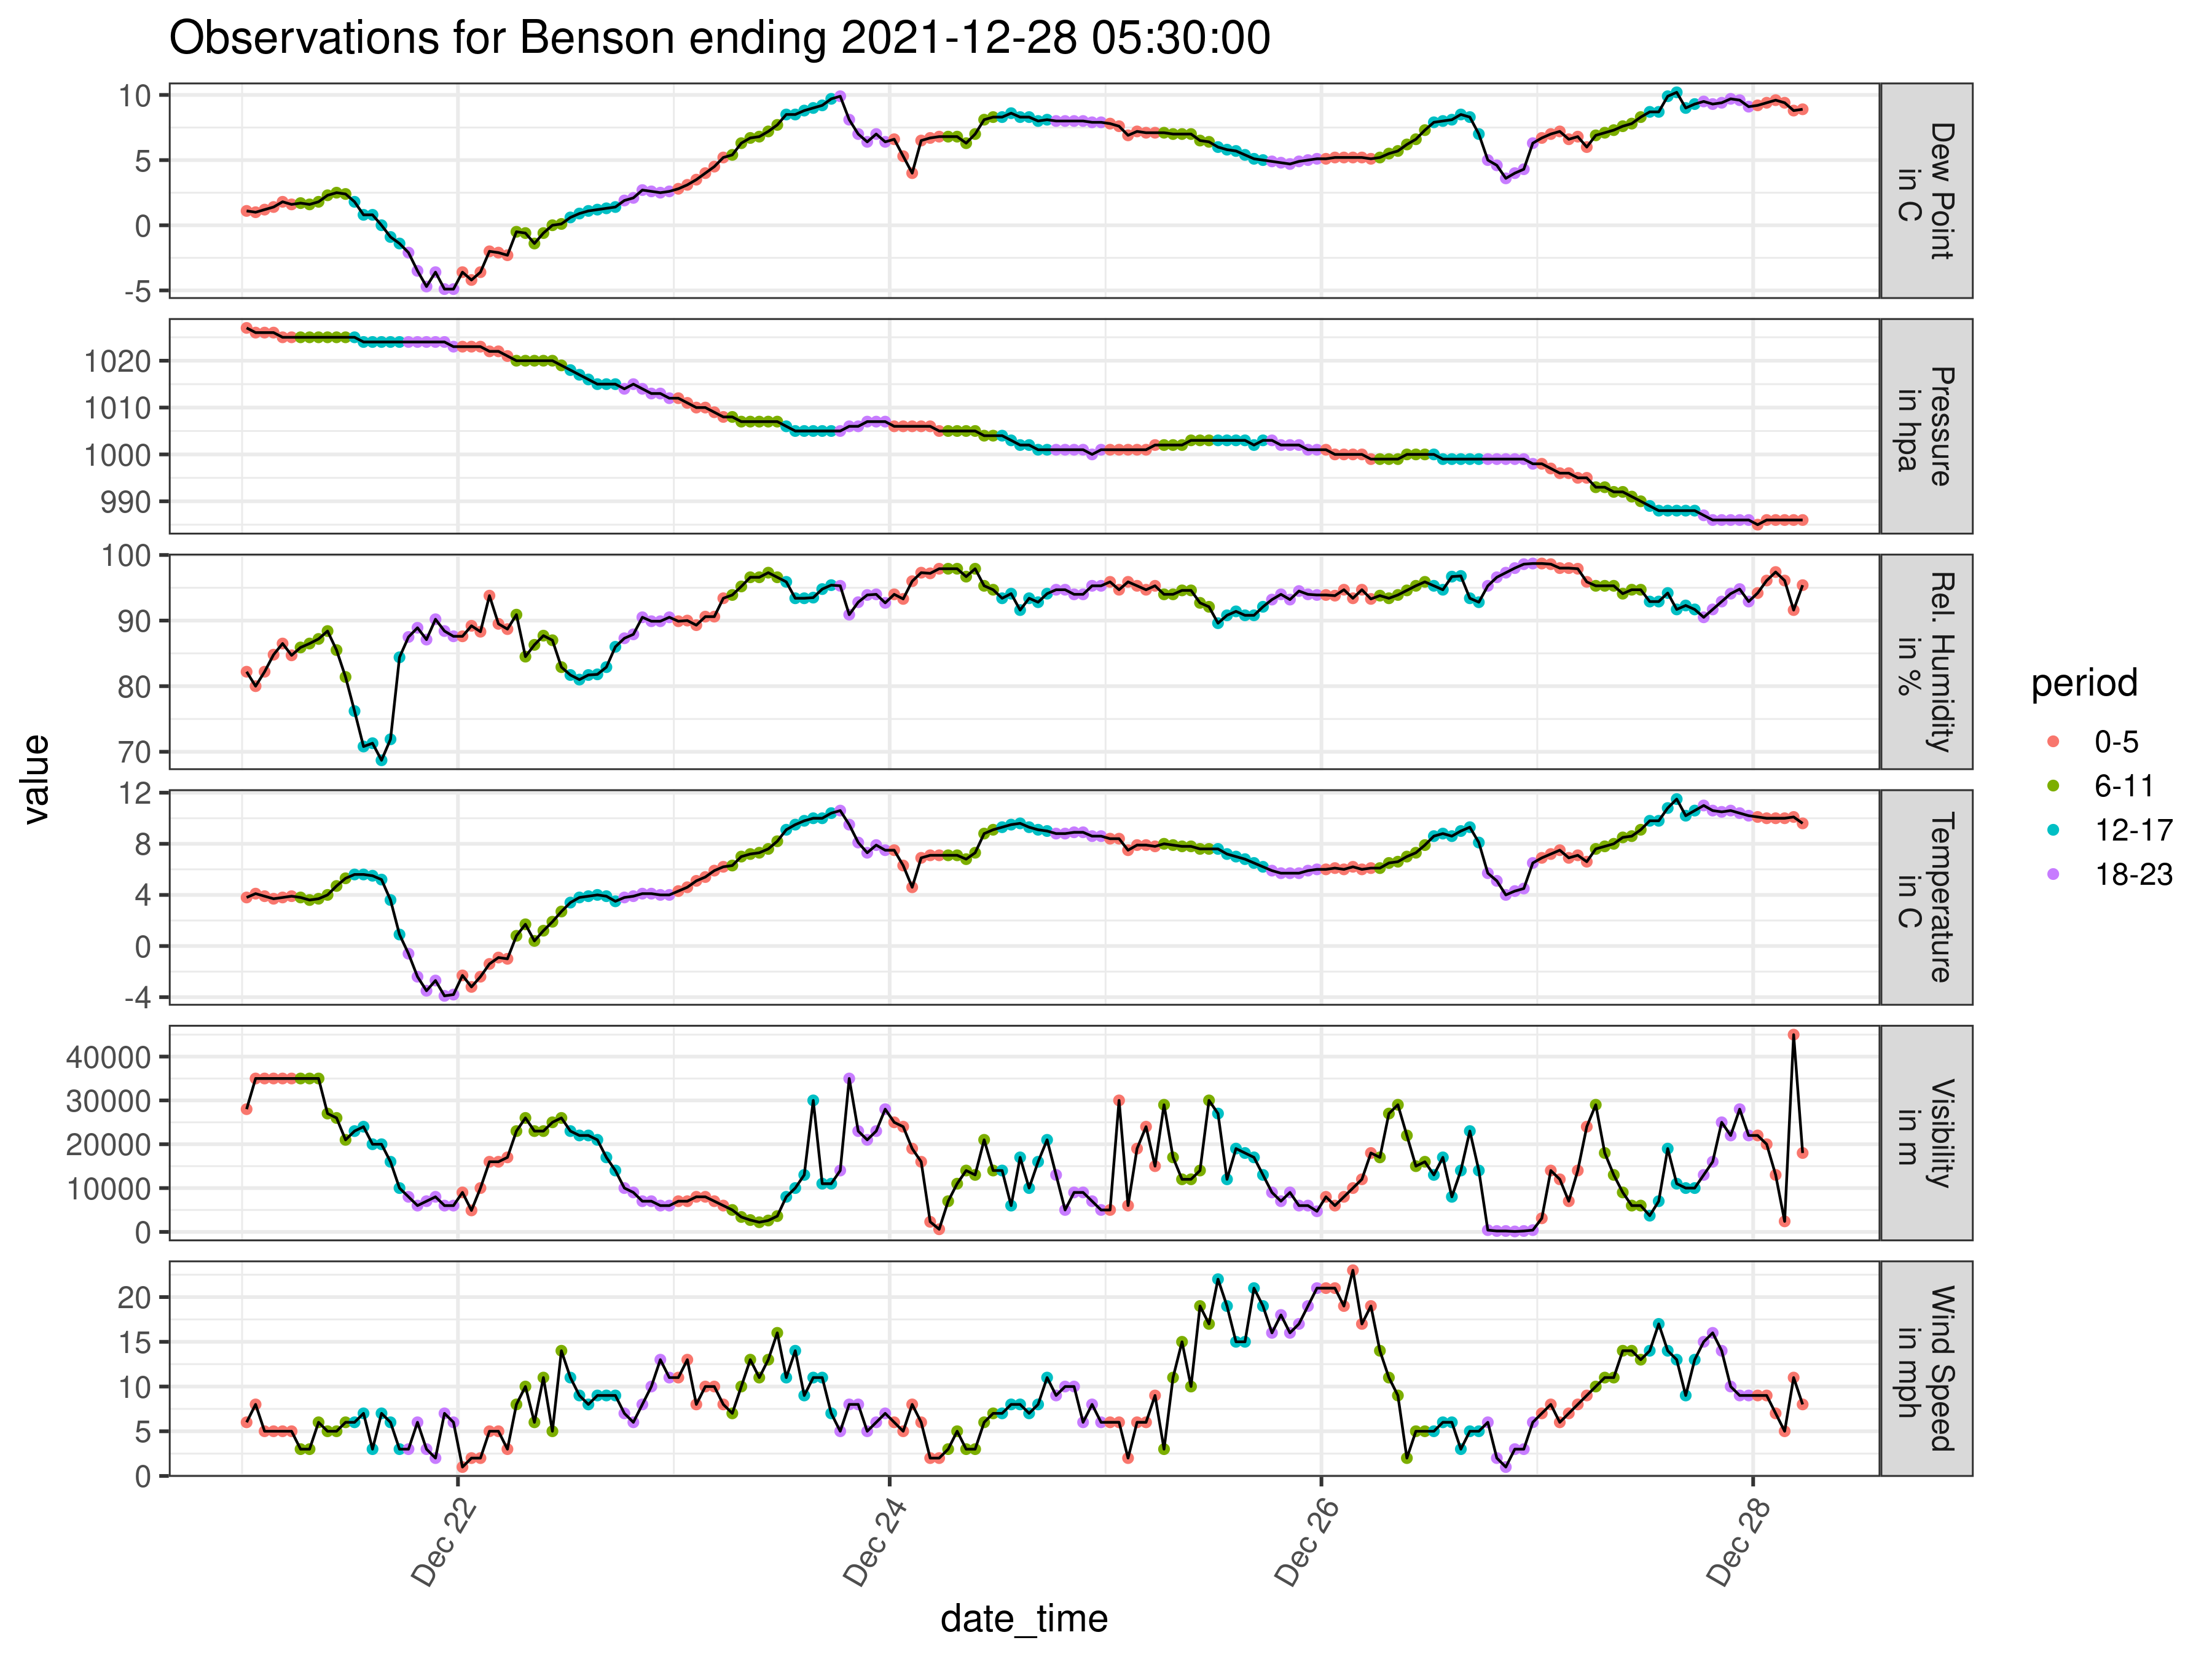 Observations for Benson ending 2021-12-28 05:30:00
value
10
5
0
-5
Dew Point
in C
1020
1010
1000
990
Pressure
in hpa
100
90
80
70
Rel. Humidity
in %
12
8
4
0
-4
Temperature
in C
40000
30000
20000
10000
0
Visibility
in m
20
15
10
5
0
Wind Speed
in mph
Dec 22
Dec 24
Dec 26
Dec 28
date_time
period
0-5
6-11
12-17
18-23